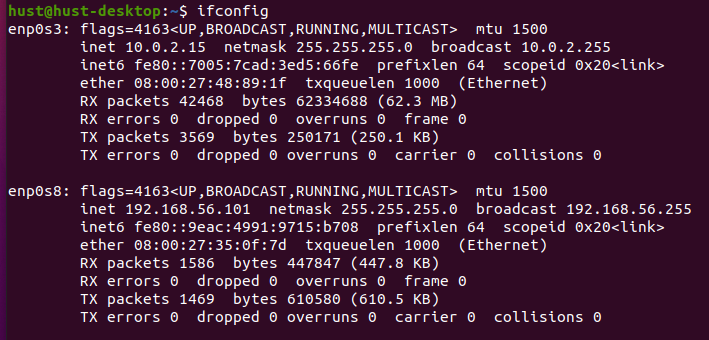 hust@hust-desktop:~$ ifconfig
enp0s3: flags=4163<UP,BROADCAST,RUNNING,MULTICAST>  mtu 1500
        inet 10.0.2.15  netmask 255.255.255.0  broadcast 10.0.2.255
        inet6 fe80::7005:7cad:3ed5:66fe  prefixlen 64  scopeid 0x20<link>
        ether 08:00:27:48:89:1f  txqueuelen 1000  (Ethernet)
        RX packets 42468  bytes 62334688 (62.3 MB)
        RX errors 0  dropped 0  overruns 0  frame 0
        TX packets 3569  bytes 250171 (250.1 KB)
        TX errors 0  dropped 0 overruns 0  carrier 0  collisions 0

enp0s8: flags=4163<UP,BROADCAST,RUNNING,MULTICAST>  mtu 1500
        inet 192.168.56.101  netmask 255.255.255.0  broadcast 192.168.56.255
        inet6 fe80::9eac:4991:9715:b708  prefixlen 64  scopeid 0x20<link>
        ether 08:00:27:35:0f:7d  txqueuelen 1000  (Ethernet)
        RX packets 1586  bytes 447847 (447.8 KB)
        RX errors 0  dropped 0  overruns 0  frame 0
        TX packets 1469  bytes 610580 (610.5 KB)
        TX errors 0  dropped 0 overruns 0  carrier 0  collisions 0